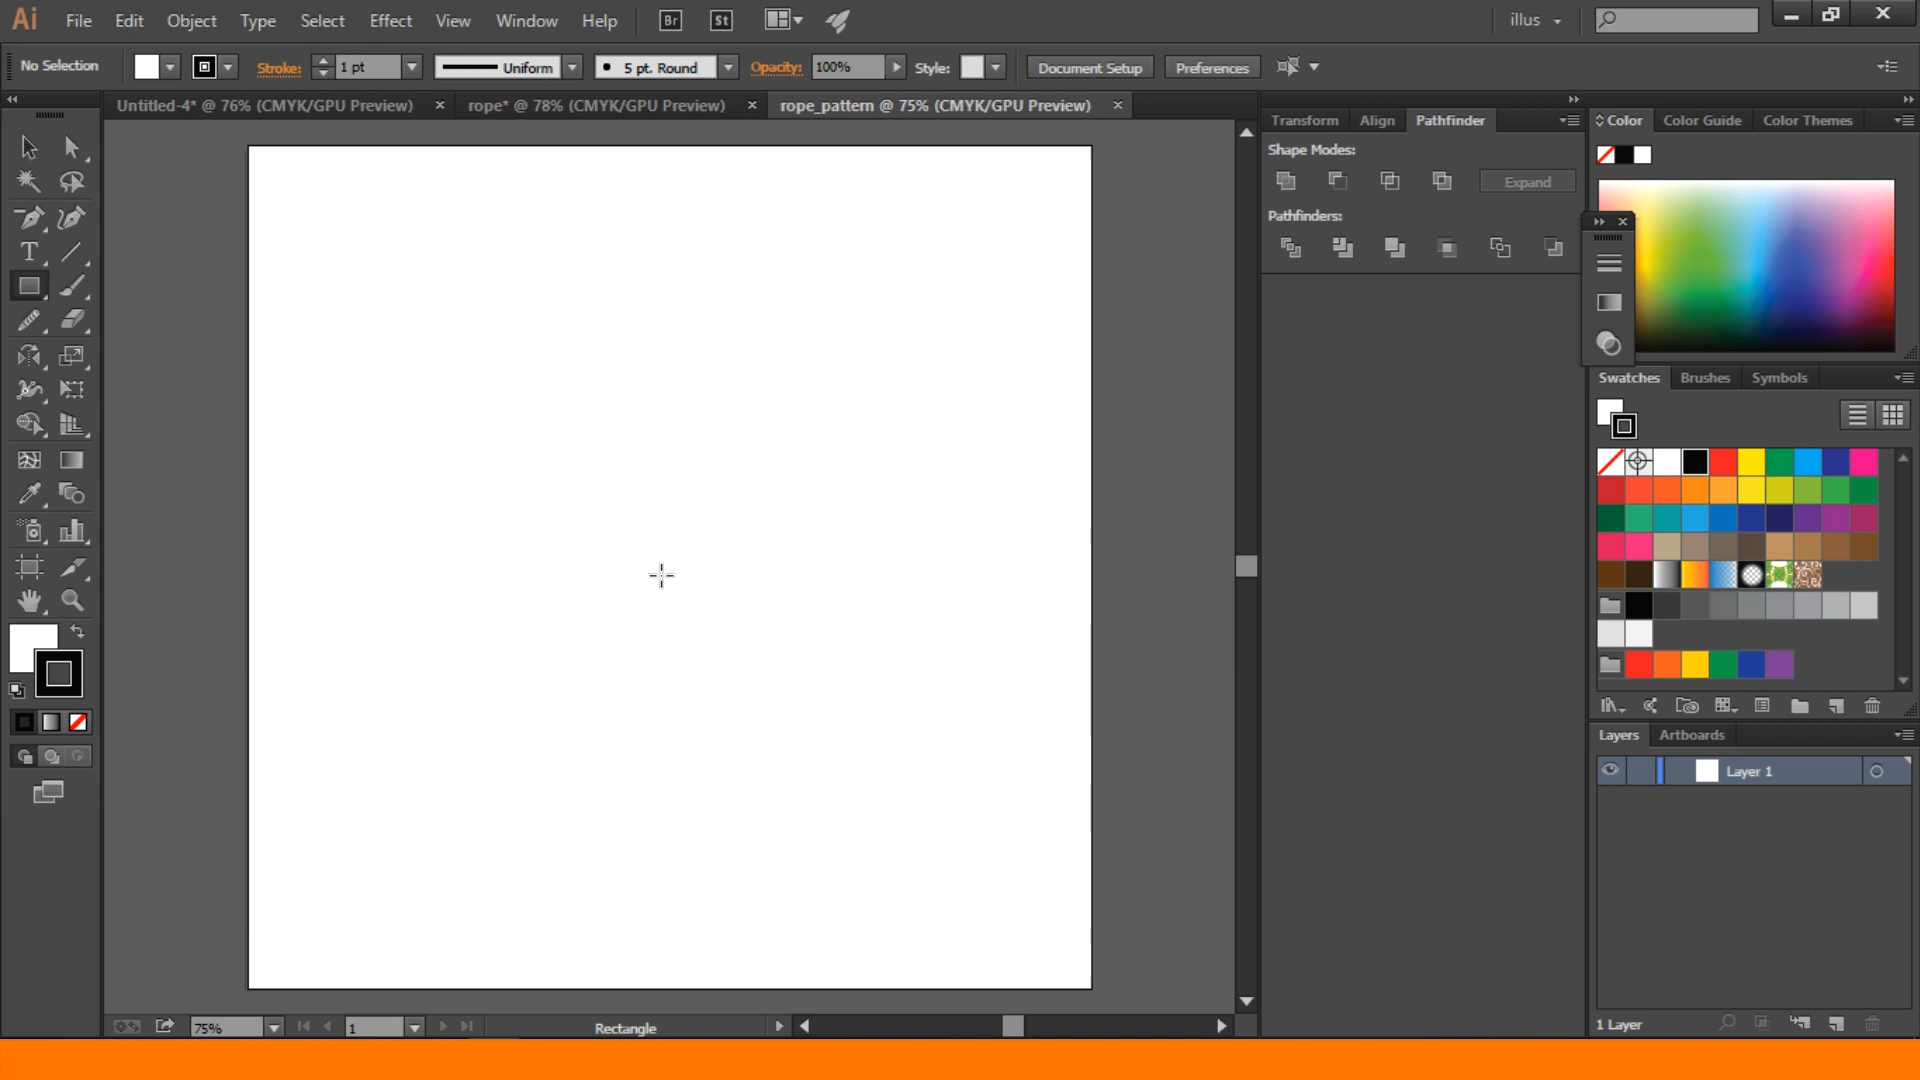 Ai File Edit Object Type Select Effect View Window Help Br St illus
No Selection Stroke: 1 pt Uniform 5 pt. Round Opacity: 100% Style: Document Setup Preferences
Untitled-4* @ 76% (CMYK/GPU Preview) rope* @ 78% (CMYK/GPU Preview) rope_pattern @ 75% (CMYK/GPU Preview)
Transform Align Pathfinder
Shape Modes:
Expand
Pathfinders:
Color Color Guide Color Themes
Swatches Brushes Symbols
Layers Artboards
Layer 1
1 Layer
75% 1 Rectangle